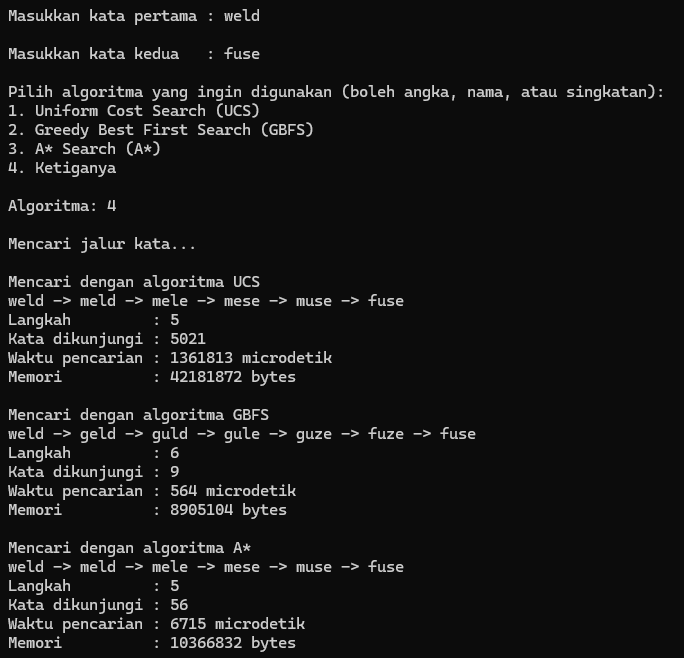 Masukkan kata pertama : weld
Masukkan kata kedua   : fuse
Pilih algoritma yang ingin digunakan (boleh angka, nama, atau singkatan):
1. Uniform Cost Search (UCS)
2. Greedy Best First Search (GBFS)
3. A* Search (A*)
4. Ketiganya
Algoritma: 4
Mencari jalur kata...
Mencari dengan algoritma UCS
weld -> meld -> mele -> mese -> muse -> fuse
Langkah         : 5
Kata dikunjungi : 5021
Waktu pencarian : 1361813 microdetik
Memori          : 42181872 bytes
Mencari dengan algoritma GBFS
weld -> geld -> guld -> gule -> guze -> fuze -> fuse
Langkah         : 6
Kata dikunjungi : 9
Waktu pencarian : 564 microdetik
Memori          : 8905104 bytes
Mencari dengan algoritma A*
weld -> meld -> mele -> mese -> muse -> fuse
Langkah         : 5
Kata dikunjungi : 56
Waktu pencarian : 6715 microdetik
Memori          : 10366832 bytes